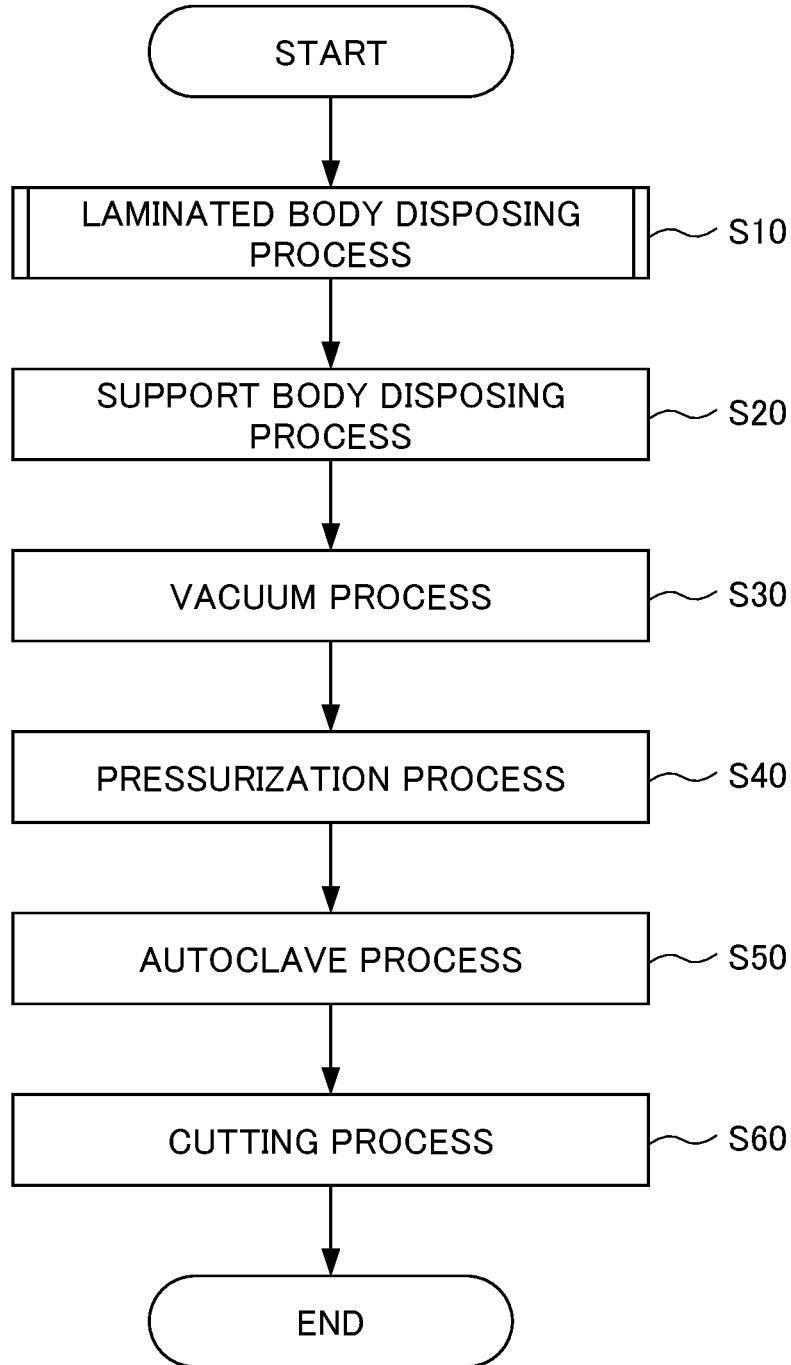 START
LAMINATED BODY DISPOSING
PROCESS
S10
SUPPORT BODY DISPOSING
PROCESS
S20
VACUUM PROCESS
S30
PRESSURIZATION PROCESS
S40
AUTOCLAVE PROCESS
S50
CUTTING PROCESS
S60
END